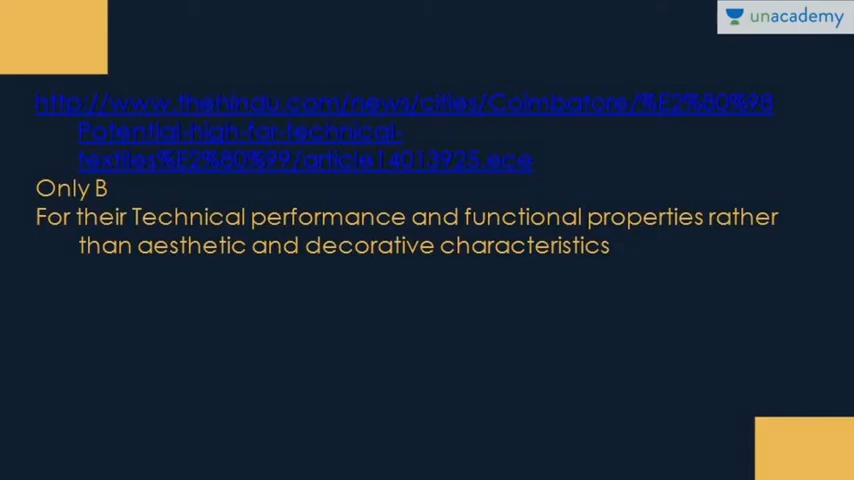 unacademy
http://www.thehindu.com/news/cities/Coimbatore/%E2%80%98
Potential-high-for-technical-
textiles%E2%80%99/article14013925.ece
Only B
For their Technical performance and functional properties rather
than aesthetic and decorative characteristics